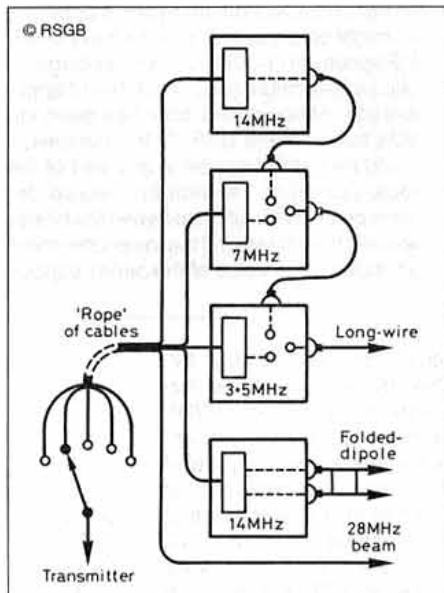 © RSGB
14MHz
7MHz
'Rope'
of cables
3•5MHz
Long-wire
Folded-
dipole
14MHz
28MHz
beam
Transmitter